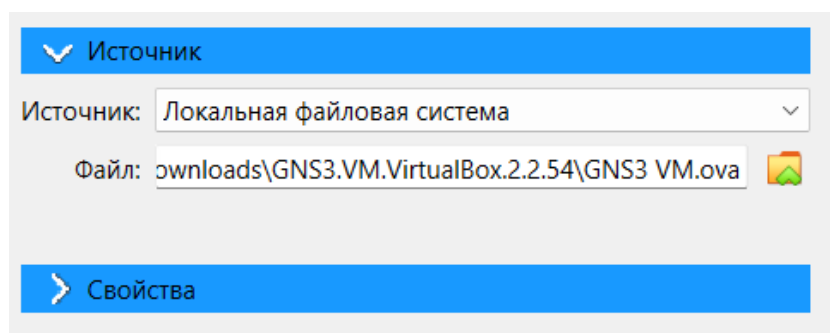 Источник
Источник: Локальная файловая система
Файл: ownloads\GNS3.VM.VirtualBox.2.2.54\GNS3 VM.ova
Свойства